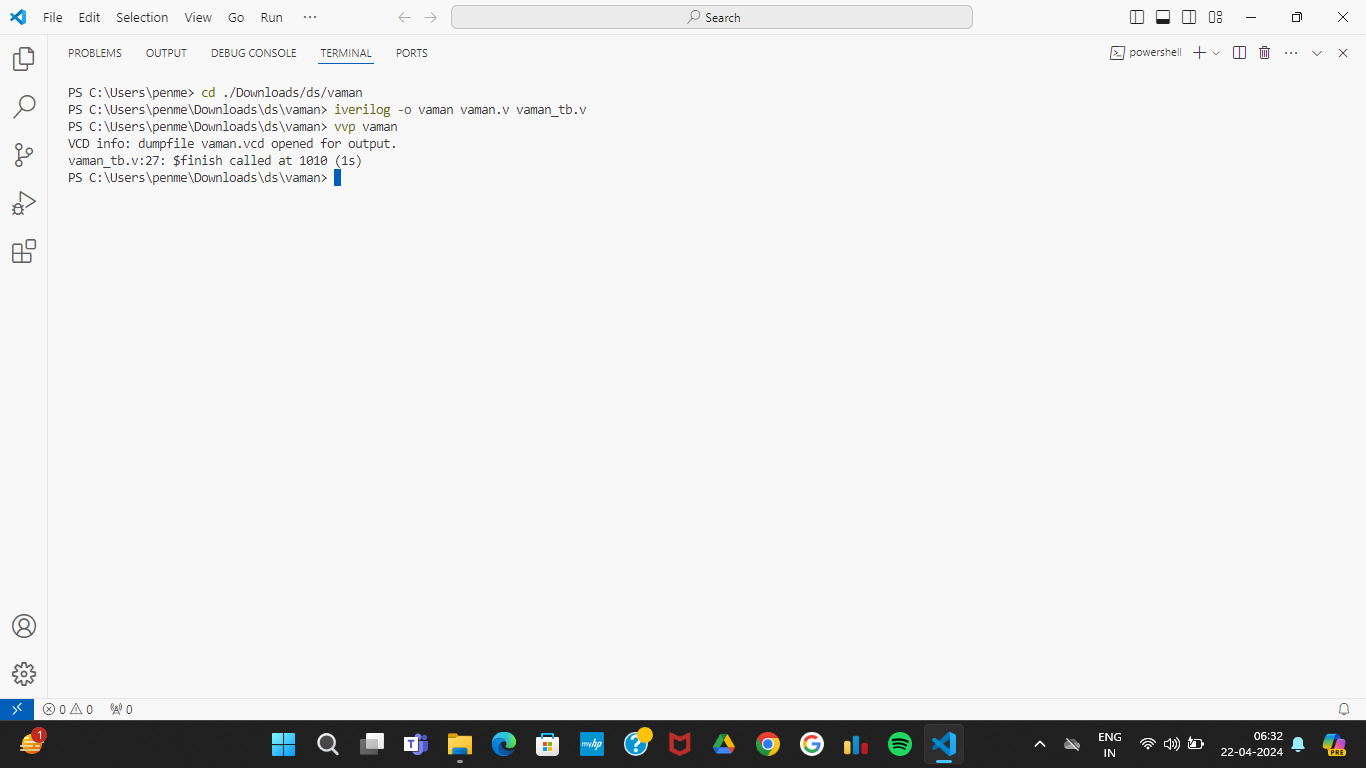 File Edit Selection View Go Run ··· Search
PROBLEMS OUTPUT DEBUG CONSOLE TERMINAL PORTS powershell
PS C:\Users\penme> cd ./Downloads/ds/vaman
PS C:\Users\penme\Downloads\ds\vaman> iverilog -o vaman vaman.v vaman_tb.v
PS C:\Users\penme\Downloads\ds\vaman> vvp vaman
VCD info: dumpfile vaman.vcd opened for output.
vaman_tb.v:27: $finish called at 1010 (1s)
PS C:\Users\penme\Downloads\ds\vaman>
0 0 0
1 myhp ENG 06:32
IN 22-04-2024 PRE